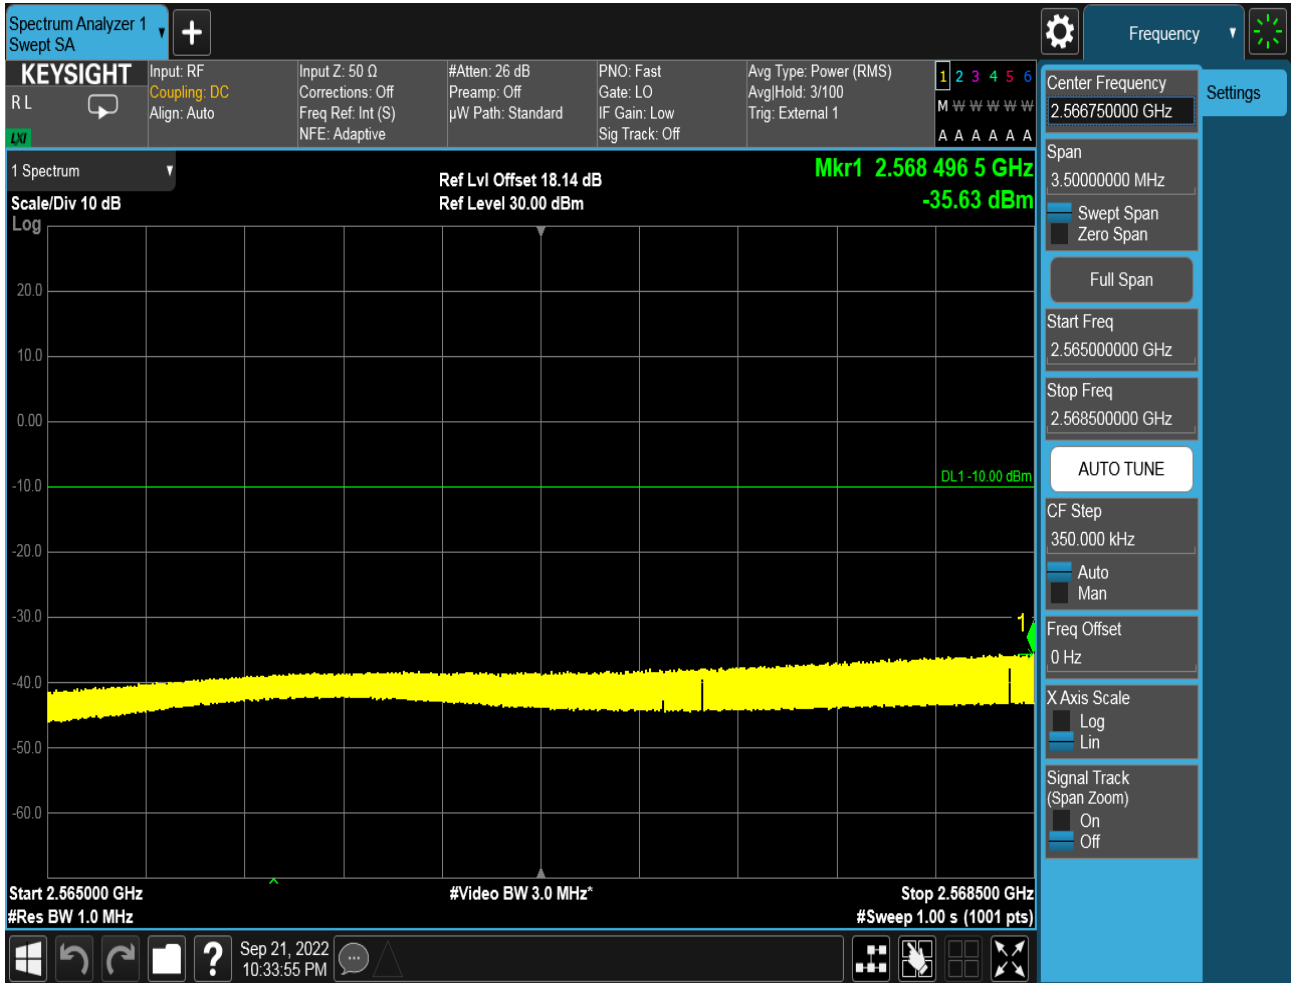 Spectrum Analyzer 1
Swept SA
Frequency
KEYSIGHT
R L
LXI
Input: RF
Coupling: DC
Align: Auto
Input Z: 50 Ω
Corrections: Off
Freq Ref: Int (S)
NFE: Adaptive
#Atten: 26 dB
Preamp: Off
µW Path: Standard
PNO: Fast
Gate: LO
IF Gain: Low
Sig Track: Off
Avg Type: Power (RMS)
Avg|Hold: 3/100
Trig: External 1
1 2 3 4 5 6
M W W W W W
A A A A A A
1 Spectrum
Scale/Div 10 dB
Log
Ref Lvl Offset 18.14 dB
Ref Level 30.00 dBm
Mkr1 2.568 496 5 GHz
-35.63 dBm
20.0
10.0
0.00
-10.0
-20.0
-30.0
-40.0
-50.0
-60.0
DL1 -10.00 dBm
1
Start 2.565000 GHz
#Res BW 1.0 MHz
#Video BW 3.0 MHz*
Stop 2.568500 GHz
#Sweep 1.00 s (1001 pts)
Center Frequency
2.566750000 GHz
Settings
Span
3.50000000 MHz
Swept Span
Zero Span
Full Span
Start Freq
2.565000000 GHz
Stop Freq
2.568500000 GHz
AUTO TUNE
CF Step
350.000 kHz
Auto
Man
Freq Offset
0 Hz
X Axis Scale
Log
Lin
Signal Track
(Span Zoom)
On
Off
?
Sep 21, 2022
10:33:55 PM